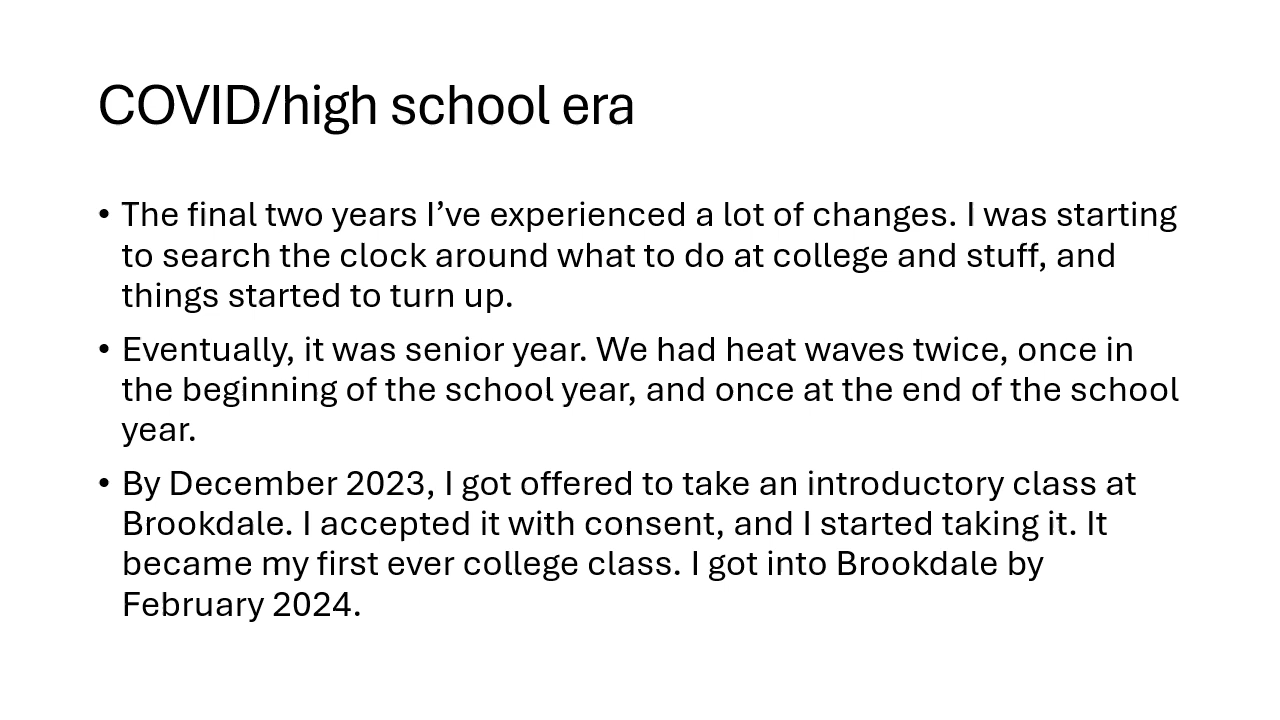 COVID/high school era
• The final two years I’ve experienced a lot of changes. I was starting
to search the clock around what to do at college and stuff, and
things started to turn up.
• Eventually, it was senior year. We had heat waves twice, once in
the beginning of the school year, and once at the end of the school
year.
• By December 2023, I got offered to take an introductory class at
Brookdale. I accepted it with consent, and I started taking it. It
became my first ever college class. I got into Brookdale by
February 2024.